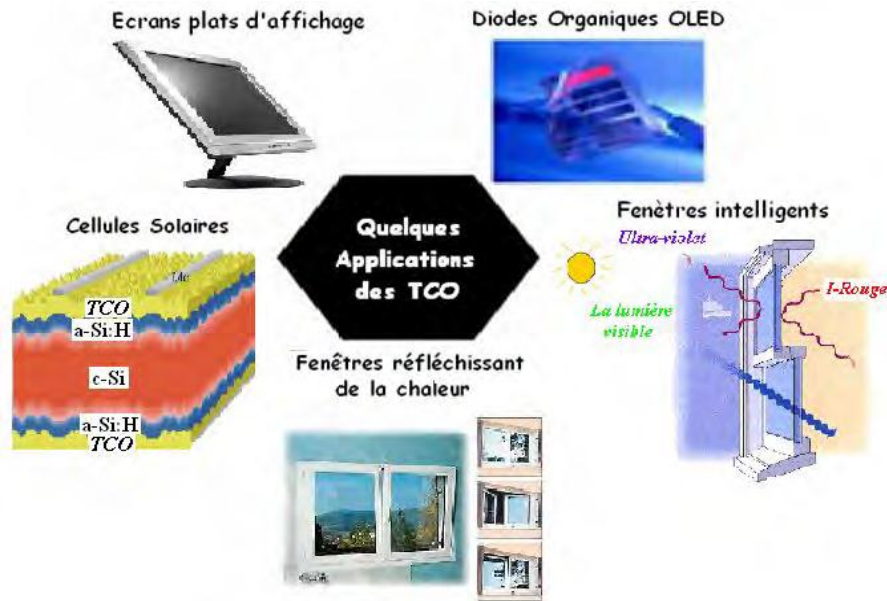 Ecrans plats d'affichage
Diodes Organiques OLED
Quelques
Applications
des TCO
Cellules Solaires
TCO
a-Si:H
c-Si
a-Si:H
TCO
Fenètres intelligents
Ultra-violet
I-Rouge
La lumière
visible
Fenêtres réfléchissant
de la chaleur